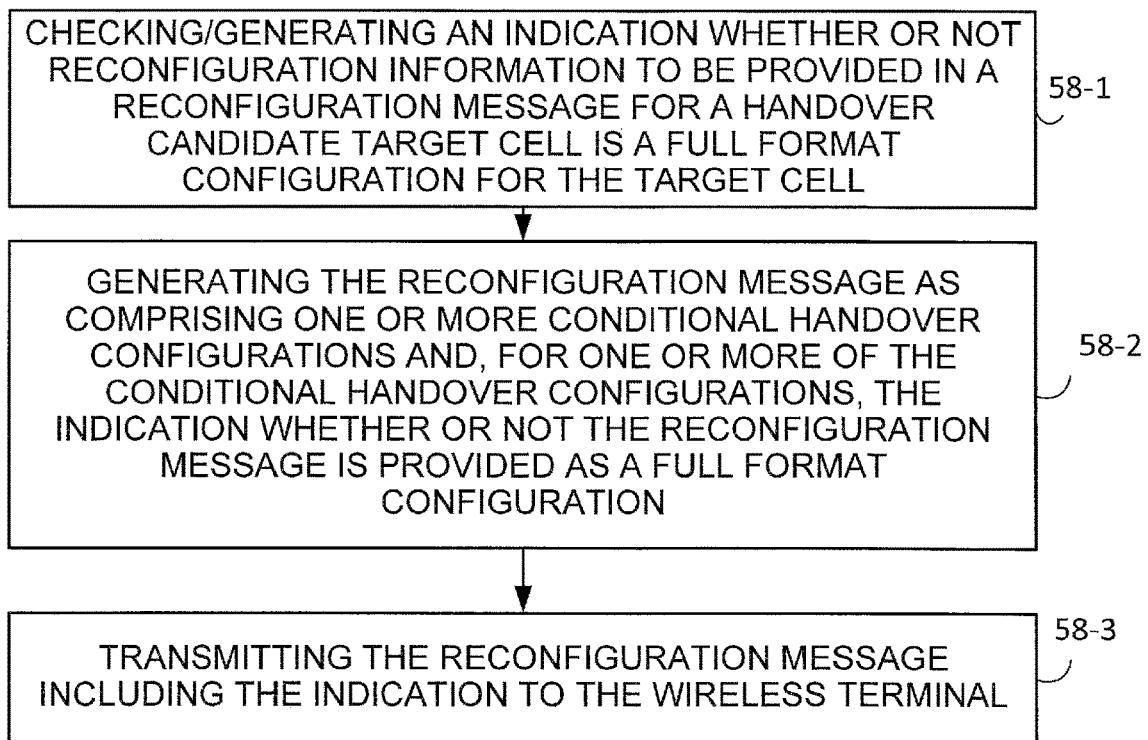 CHECKING/GENERATING AN INDICATION WHETHER OR NOT
RECONFIGURATION INFORMATION TO BE PROVIDED IN A
RECONFIGURATION MESSAGE FOR A HANDOVER
CANDIDATE TARGET CELL IS A FULL FORMAT
CONFIGURATION FOR THE TARGET CELL
58-1
GENERATING THE RECONFIGURATION MESSAGE AS
COMPRISING ONE OR MORE CONDITIONAL HANDOVER
CONFIGURATIONS AND, FOR ONE OR MORE OF THE
CONDITIONAL HANDOVER CONFIGURATIONS, THE
INDICATION WHETHER OR NOT THE RECONFIGURATION
MESSAGE IS PROVIDED AS A FULL FORMAT
CONFIGURATION
58-2
TRANSMITTING THE RECONFIGURATION MESSAGE
INCLUDING THE INDICATION TO THE WIRELESS TERMINAL
58-3